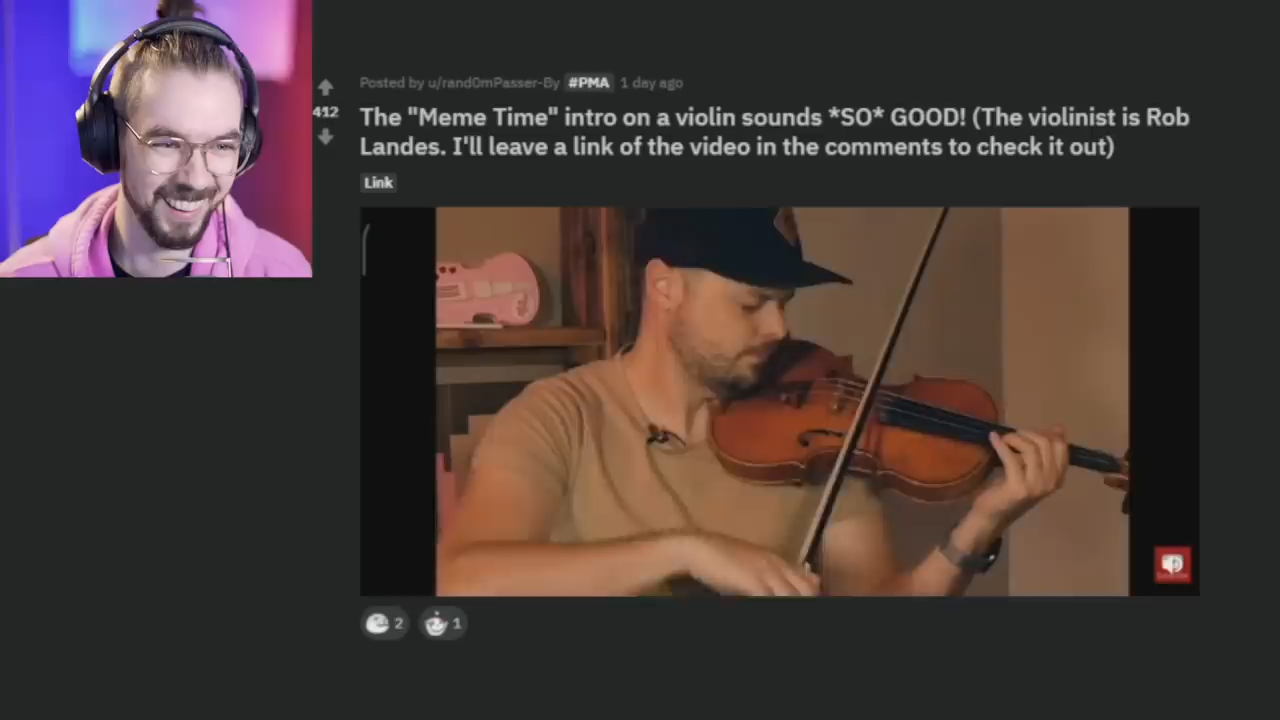 Posted by u/rand0mPasser-By #PMA 1 day ago
412
The "Meme Time" intro on a violin sounds *SO* GOOD! (The violinist is Rob
Landes. I'll leave a link of the video in the comments to check it out)
Link
2
1